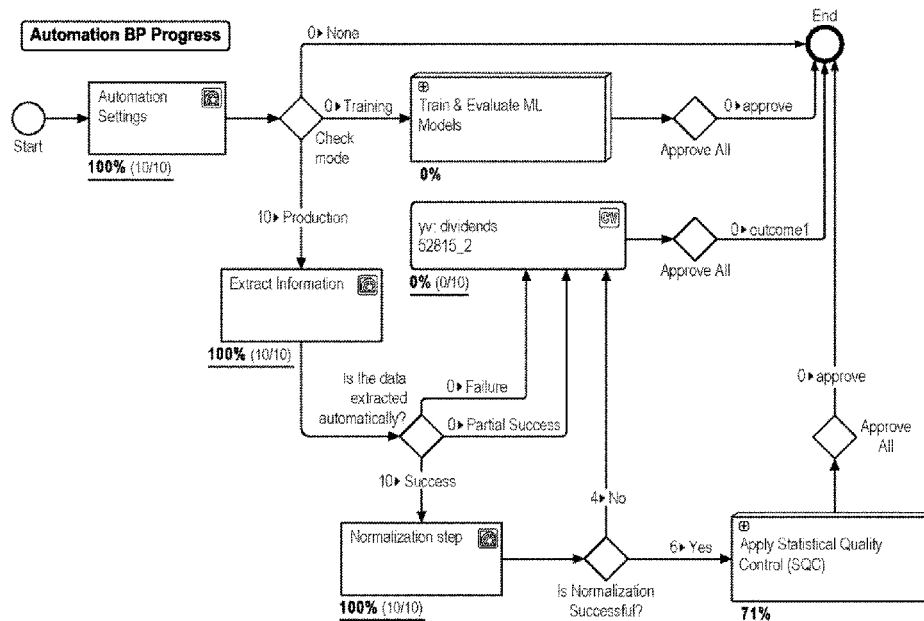 Automation BP Progress
End
0▸ None
Automation
Settings
0▸ Training
Train & Evaluate ML
Models
0▸ approve
Start
Check
mode
Approve All
100% (10/10)
0%
10▸ Production
yv: dividends
52815_2
0▸ outcome1
Approve All
Extract Information
0% (0/10)
100% (10/10)
Is the data
extracted
automatically?
0▸ Failure
0▸ Partial Success
0▸ approve
Approve
All
10▸ Success
4▸ No
Normalization step
6▸ Yes
Apply Statistical Quality
Control (SQC)
Is Normalization
Successful?
100% (10/10)
71%